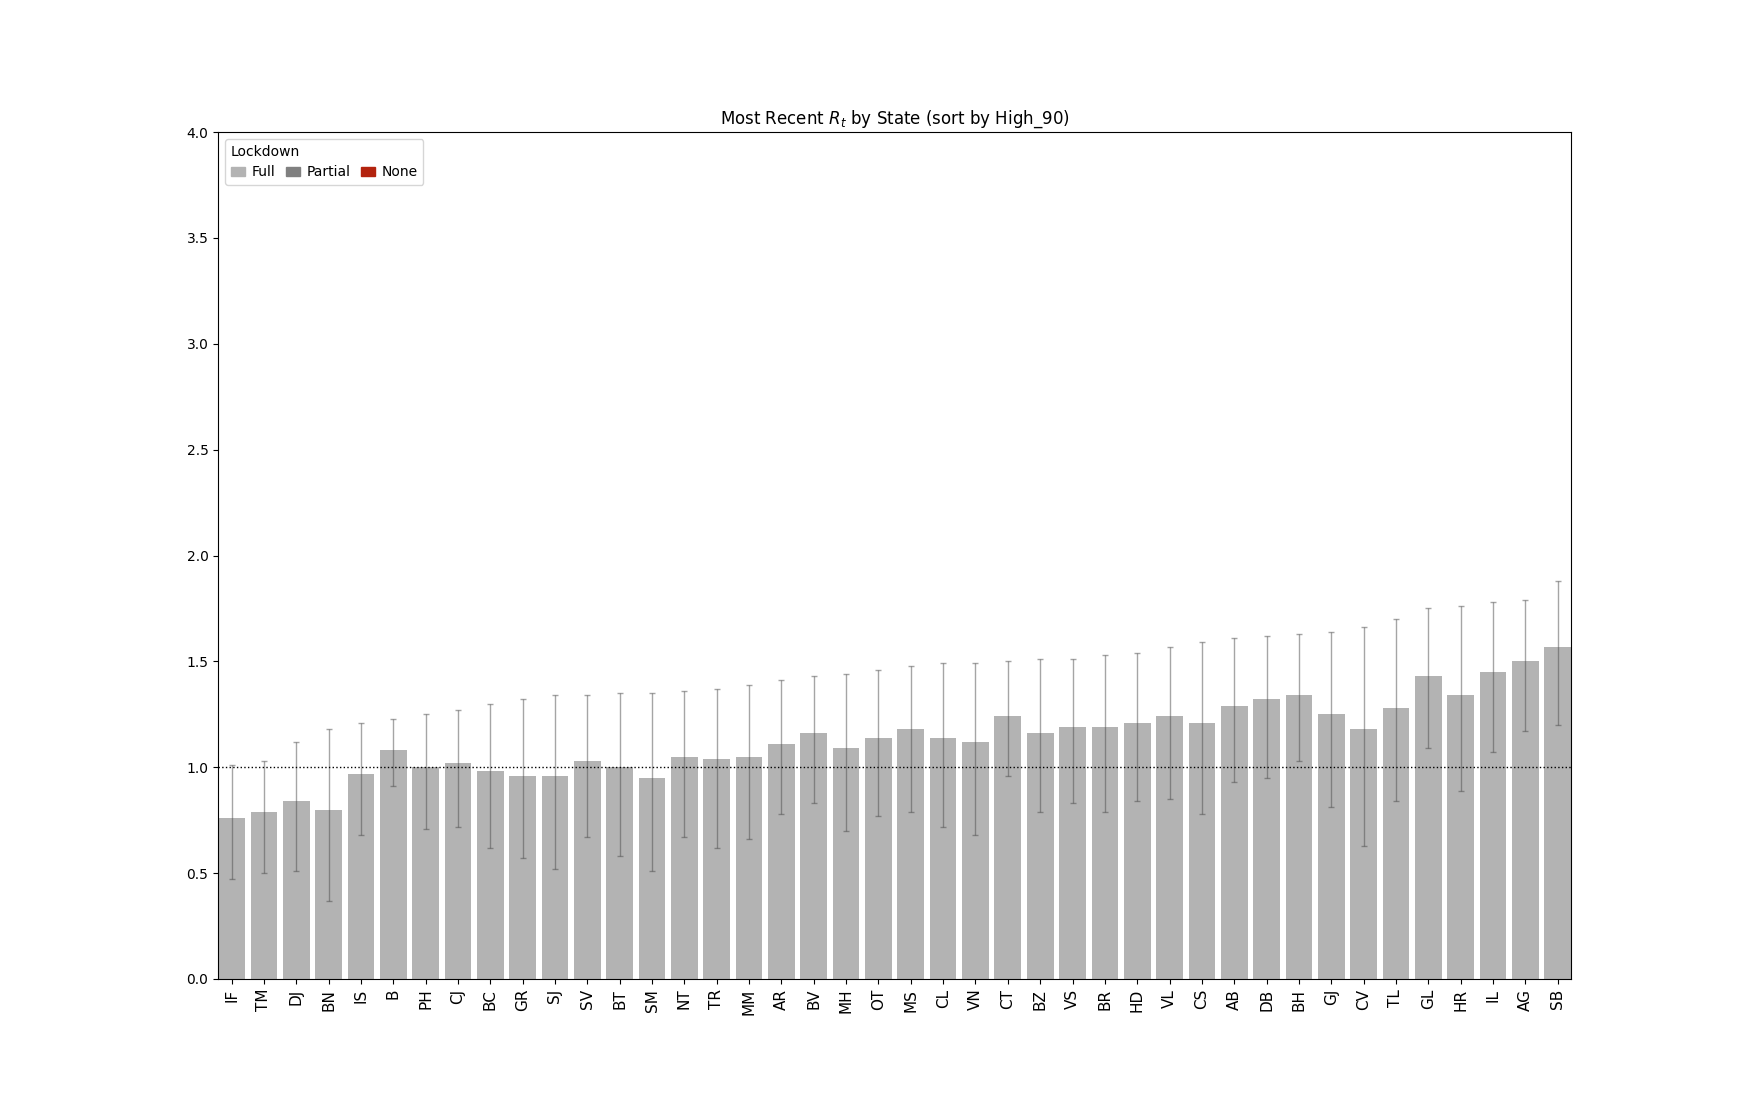 Most Recent R_t by State (sort by High_90)
Lockdown
Full Partial None
4.0
3.5
3.0
2.5
2.0
1.5
1.0
0.5
0.0
IF TM DJ BN IS B PH CJ BC GR SJ SV BT SM NT TR MM AR BV MH OT MS CL VN CT BZ VS BR HD VL CS AB DB BH GJ CV TL GL HR IL AG SB